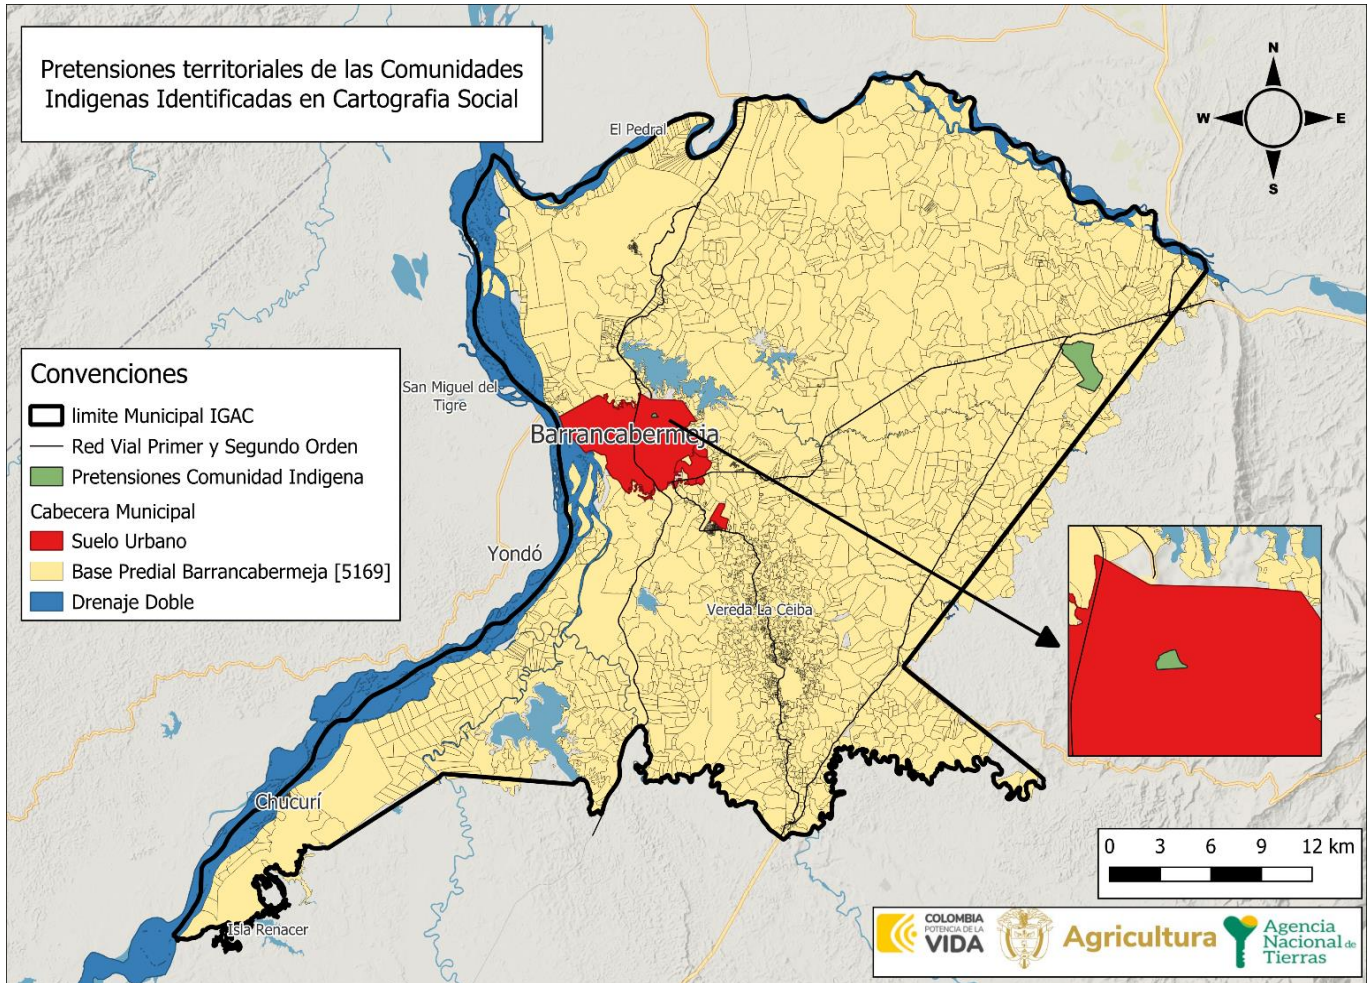 Pretensiones territoriales de las Comunidades
Indigenas Identificadas en Cartografia Social
N
W
E
S
El Pedral
San Miguel del
Tigre
Barrancabermeja
Yondó
Vereda La Ceiba
Chucurí
Isla Renacer
Convenciones
limite Municipal IGAC
Red Vial Primer y Segundo Orden
Pretensiones Comunidad Indigena
Cabecera Municipal
Suelo Urbano
Base Predial Barrancabermeja [5169]
Drenaje Doble
0 3 6 9 12 km
COLOMBIA
POTENCIA DE LA
VIDA
Agricultura
Agencia
Nacional de
Tierras